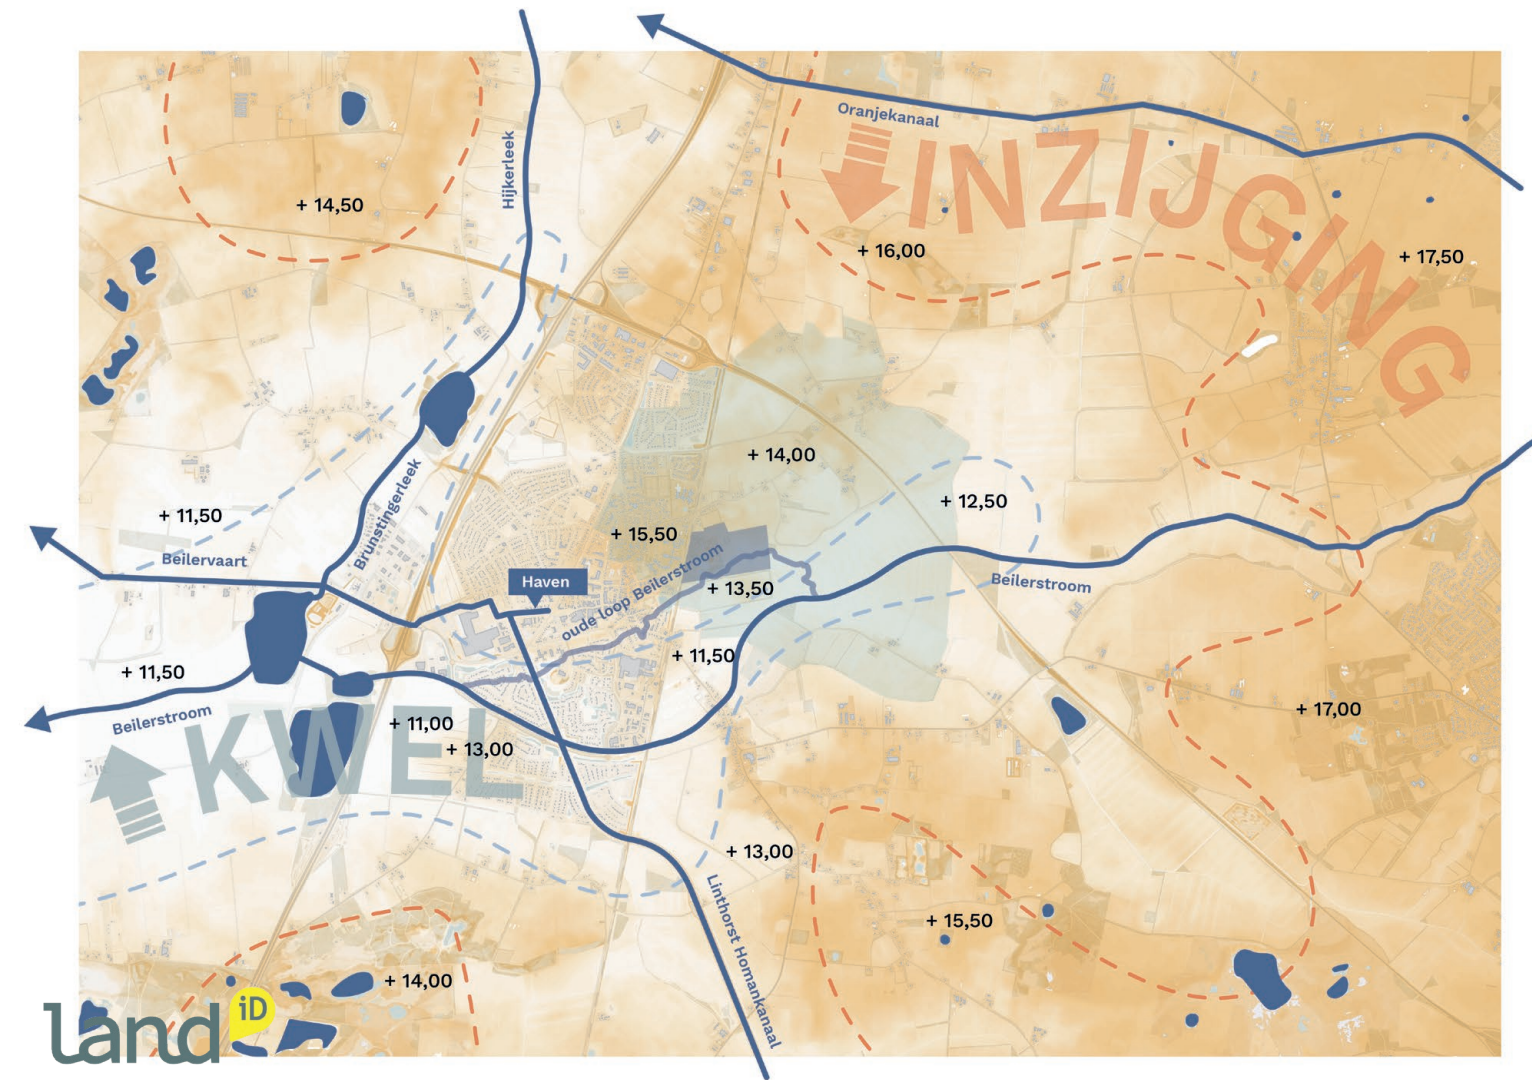 Oranjekanaal
INZIJGING
Hijkerleek
+ 14,50
+ 16,00
+ 17,50
+ 14,00
+ 12,50
+ 11,50
Brunstingerleek
+ 15,50
Beilervaart
Haven
oude loop Beilerstroom
+ 13,50
Beilerstroom
+ 11,50
+ 11,50
Beilerstroom
+ 17,00
+ 11,00
KWEL
+ 13,00
+ 13,00
Linthorst Homankanaal
+ 15,50
+ 14,00
land iD